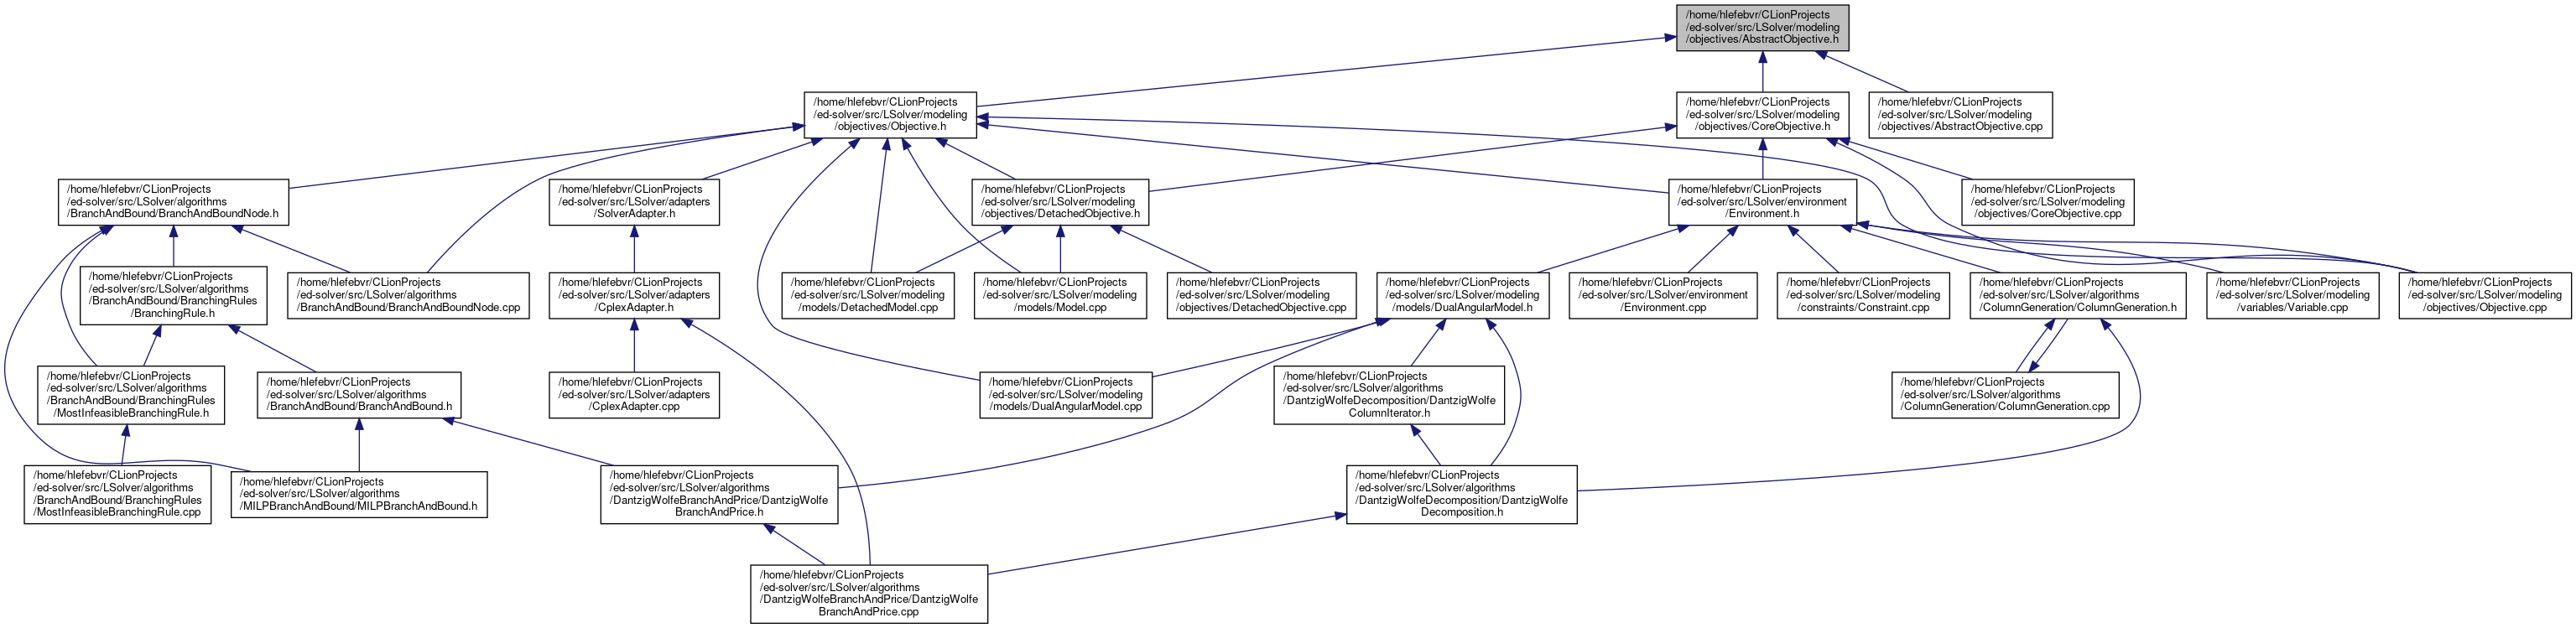 /home/hlefebvr/CLionProjects
/ed-solver/src/LSolver/modeling
/objectives/AbstractObjective.h
/home/hlefebvr/CLionProjects
/ed-solver/src/LSolver/modeling
/objectives/Objective.h
/home/hlefebvr/CLionProjects
/ed-solver/src/LSolver/modeling
/objectives/CoreObjective.h
/home/hlefebvr/CLionProjects
/ed-solver/src/LSolver/modeling
/objectives/AbstractObjective.cpp
/home/hlefebvr/CLionProjects
/ed-solver/src/LSolver/algorithms
/BranchAndBound/BranchAndBoundNode.h
/home/hlefebvr/CLionProjects
/ed-solver/src/LSolver/adapters
/SolverAdapter.h
/home/hlefebvr/CLionProjects
/ed-solver/src/LSolver/modeling
/objectives/DetachedObjective.h
/home/hlefebvr/CLionProjects
/ed-solver/src/LSolver/environment
/Environment.h
/home/hlefebvr/CLionProjects
/ed-solver/src/LSolver/modeling
/objectives/CoreObjective.cpp
/home/hlefebvr/CLionProjects
/ed-solver/src/LSolver/algorithms
/BranchAndBound/BranchingRules
/BranchingRule.h
/home/hlefebvr/CLionProjects
/ed-solver/src/LSolver/algorithms
/BranchAndBound/BranchAndBoundNode.cpp
/home/hlefebvr/CLionProjects
/ed-solver/src/LSolver/adapters
/CplexAdapter.h
/home/hlefebvr/CLionProjects
/ed-solver/src/LSolver/modeling
/models/DetachedModel.cpp
/home/hlefebvr/CLionProjects
/ed-solver/src/LSolver/modeling
/models/Model.cpp
/home/hlefebvr/CLionProjects
/ed-solver/src/LSolver/modeling
/objectives/DetachedObjective.cpp
/home/hlefebvr/CLionProjects
/ed-solver/src/LSolver/modeling
/models/DualAngularModel.h
/home/hlefebvr/CLionProjects
/ed-solver/src/LSolver/environment
/Environment.cpp
/home/hlefebvr/CLionProjects
/ed-solver/src/LSolver/modeling
/constraints/Constraint.cpp
/home/hlefebvr/CLionProjects
/ed-solver/src/LSolver/algorithms
/ColumnGeneration/ColumnGeneration.h
/home/hlefebvr/CLionProjects
/ed-solver/src/LSolver/modeling
/variables/Variable.cpp
/home/hlefebvr/CLionProjects
/ed-solver/src/LSolver/modeling
/objectives/Objective.cpp
/home/hlefebvr/CLionProjects
/ed-solver/src/LSolver/algorithms
/BranchAndBound/BranchingRules
/MostInfeasibleBranchingRule.h
/home/hlefebvr/CLionProjects
/ed-solver/src/LSolver/algorithms
/BranchAndBound/BranchAndBound.h
/home/hlefebvr/CLionProjects
/ed-solver/src/LSolver/adapters
/CplexAdapter.cpp
/home/hlefebvr/CLionProjects
/ed-solver/src/LSolver/modeling
/models/DualAngularModel.cpp
/home/hlefebvr/CLionProjects
/ed-solver/src/LSolver/algorithms
/DantzigWolfeDecomposition/DantzigWolfe
ColumnIterator.h
/home/hlefebvr/CLionProjects
/ed-solver/src/LSolver/algorithms
/ColumnGeneration/ColumnGeneration.cpp
/home/hlefebvr/CLionProjects
/ed-solver/src/LSolver/algorithms
/BranchAndBound/BranchingRules
/MostInfeasibleBranchingRule.cpp
/home/hlefebvr/CLionProjects
/ed-solver/src/LSolver/algorithms
/MILPBranchAndBound/MILPBranchAndBound.h
/home/hlefebvr/CLionProjects
/ed-solver/src/LSolver/algorithms
/DantzigWolfeBranchAndPrice/DantzigWolfe
BranchAndPrice.h
/home/hlefebvr/CLionProjects
/ed-solver/src/LSolver/algorithms
/DantzigWolfeDecomposition/DantzigWolfe
Decomposition.h
/home/hlefebvr/CLionProjects
/ed-solver/src/LSolver/algorithms
/DantzigWolfeBranchAndPrice/DantzigWolfe
BranchAndPrice.cpp